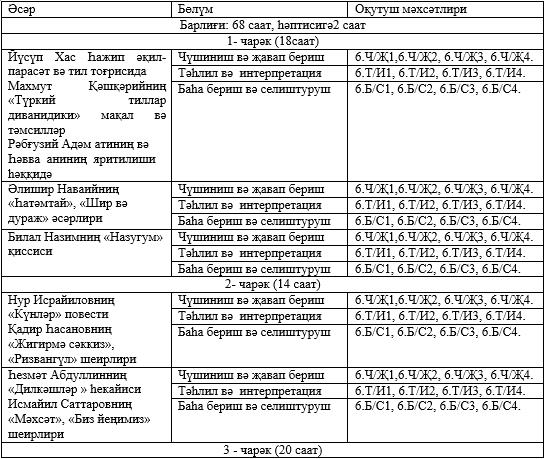 Әсәр Бөлүм Оқутуш мәхсәтлири
Барлиғи: 68 саат, һәптисигә2 саат
1- чарәк (18саат)
Йүсүп Хас Һажип әқил-
парасәт вә тил тоғрисида
Махмут Қәшқәрийниң
«Түркий тиллар
диванидики» мақал вә
тәмсилләр
Рәбғузий Адәм атиниң вә
Һәвва аниниң яритилиши
һәққидә
Чүшиниш вә җавап бериш 6.Ч/Җ1,6.Ч/Җ2, 6.Ч/Җ3, 6.Ч/Җ4.
Тәһлил вә интерпретация 6.Т/И1, 6.Т/И2, 6.Т/И3, 6.Т/И4.
Баһа бериш вә селиштуруш 6.Б/С1, 6.Б/С2, 6.Б/С3, 6.Б/С4.
Әлишир Наваийниң
«Һатәмтай», «Шир вә
дураж» әсәрлири
Чүшиниш вә җавап бериш 6.Ч/Җ1,6.Ч/Җ2, 6.Ч/Җ3, 6.Ч/Җ4.
Тәһлил вә интерпретация 6.Т/И1, 6.Т/И2, 6.Т/И3, 6.Т/И4.
Баһа бериш вә селиштуруш 6.Б/С1, 6.Б/С2, 6.Б/С3, 6.Б/С4.
Билал Назимниң «Назугум»
қиссиси
Чүшиниш вә җавап бериш 6.Ч/Җ1,6.Ч/Җ2, 6.Ч/Җ3, 6.Ч/Җ4.
Тәһлил вә интерпретация 6.Т/И1, 6.Т/И2, 6.Т/И3, 6.Т/И4.
Баһа бериш вә селиштуруш 6.Б/С1, 6.Б/С2, 6.Б/С3, 6.Б/С4.
2- чарәк (14 саат)
Нур Исрайиловниң
«Күнләр» повести
Қадир Һасановниң
«Жигирмә сәккиз»,
«Ризвангүл» шеирлири
Чүшиниш вә җавап бериш 6.Ч/Җ1,6.Ч/Җ2, 6.Ч/Җ3, 6.Ч/Җ4.
Тәһлил вә интерпретация 6.Т/И1, 6.Т/И2, 6.Т/И3, 6.Т/И4.
Баһа бериш вә селиштуруш 6.Б/С1, 6.Б/С2, 6.Б/С3, 6.Б/С4.
Һезмәт Абдуллинниң
«Дилкәшләр » һекайиси
Исмайил Саттаровниң
«Мәхсәт», «Биз йеңимиз»
шеирлири
Чүшиниш вә җавап бериш 6.Ч/Җ1,6.Ч/Җ2, 6.Ч/Җ3, 6.Ч/Җ4.
Тәһлил вә интерпретация 6.Т/И1, 6.Т/И2, 6.Т/И3, 6.Т/И4.
Баһа бериш вә селиштуруш 6.Б/С1, 6.Б/С2, 6.Б/С3, 6.Б/С4.
3 - чарәк (20 саат)